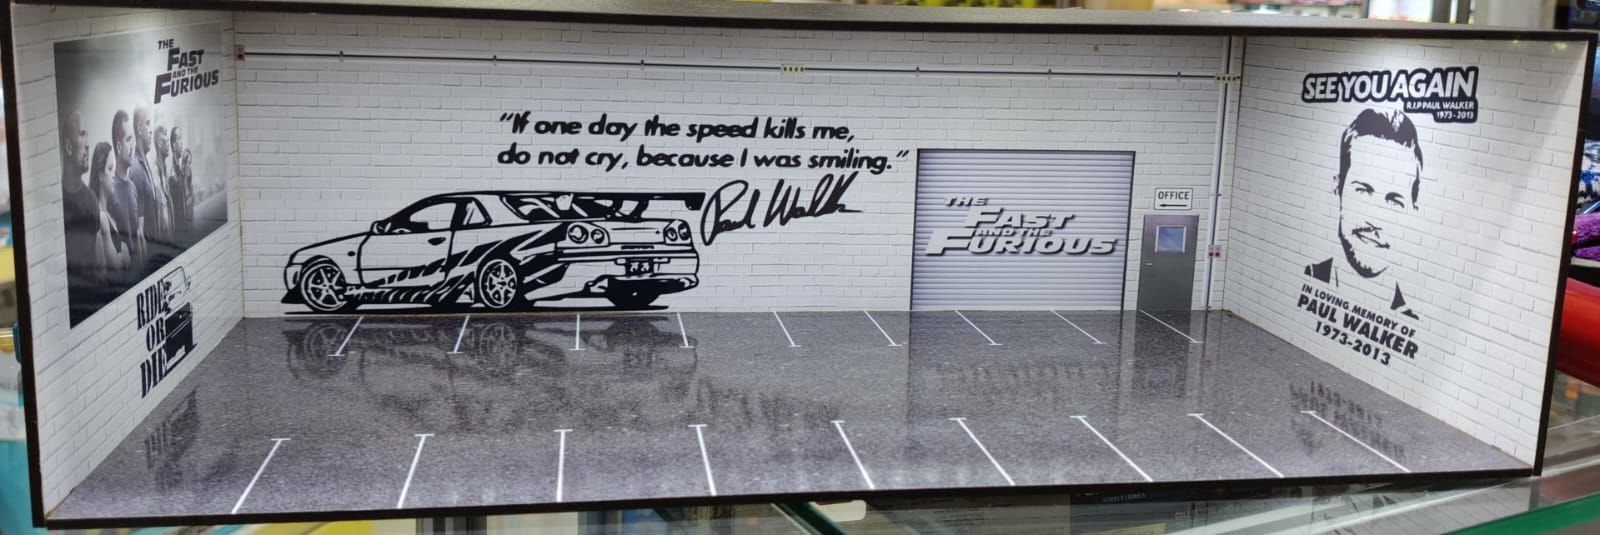 THE
FAST
AND THE
FURIOUS
RIDE
OR
DIE
"If one day the speed kills me,
do not cry, because I was smiling."
Paul Walker
THE
FAST
AND THE
FURIOUS
OFFICE
SEE YOU AGAIN
R.I.P PAUL WALKER
1973-2013
IN LOVING MEMORY OF
PAUL WALKER
1973-2013